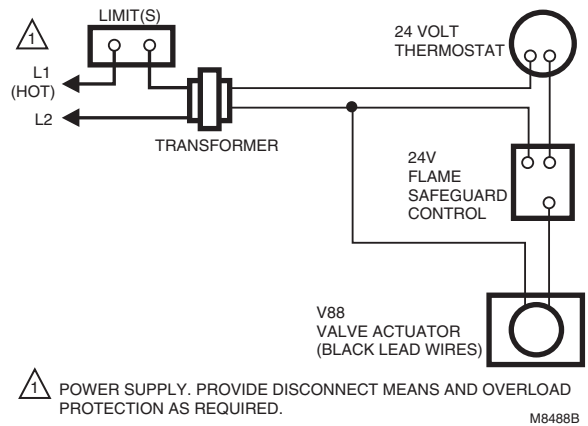 LIMIT(S)
1
L1
(HOT)
L2
TRANSFORMER
24 VOLT
THERMOSTAT
24V
FLAME
SAFEGUARD
CONTROL
V88
VALVE ACTUATOR
(BLACK LEAD WIRES)
1 POWER SUPPLY. PROVIDE DISCONNECT MEANS AND OVERLOAD
PROTECTION AS REQUIRED.
M8488B